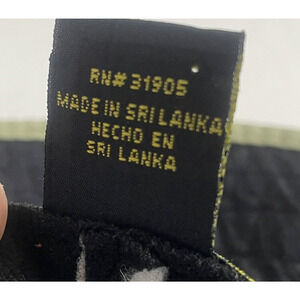 RN# 31905
MADE IN SRI LANKA
HECHO EN
SRI LANKA